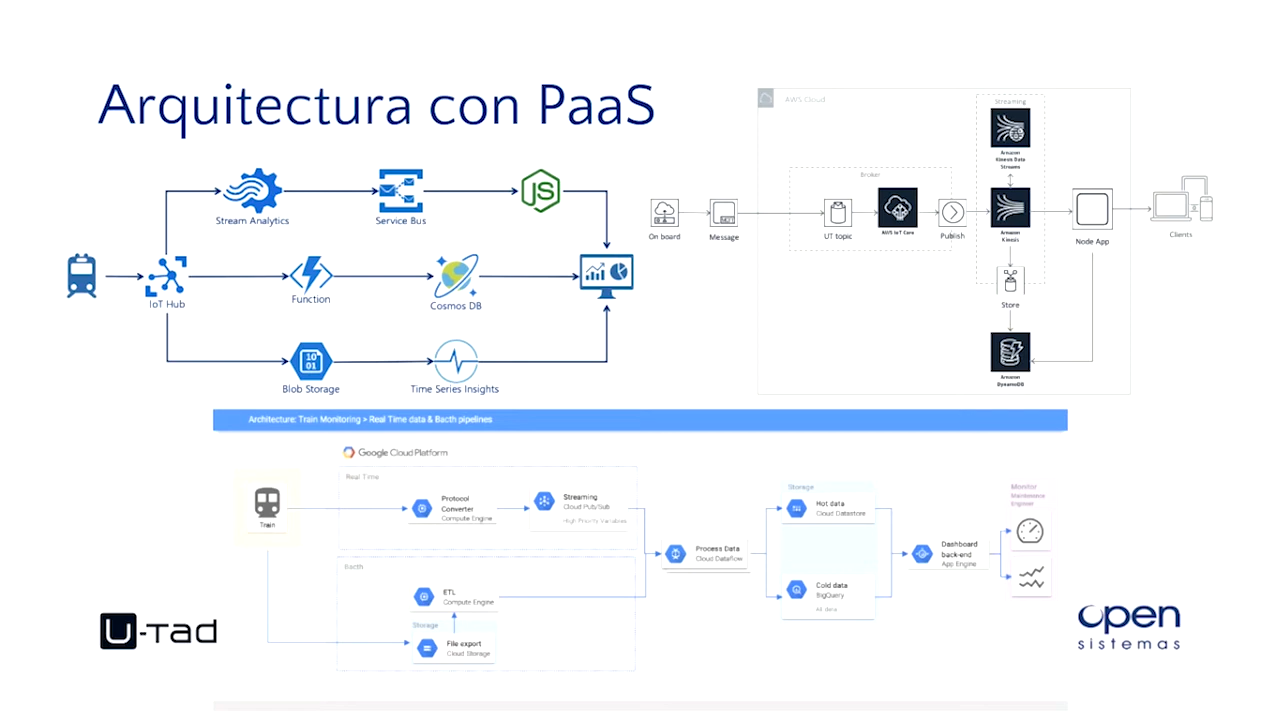 Arquitectura con PaaS
Stream Analytics
Service Bus
JS
IoT Hub
Function
Cosmos DB
10
01
Blob Storage
Time Series Insights
AWS Cloud
Streaming
Amazon
Kinesis Data
Streams
Broker
On board
Message
UT topic
AWS IoT Core
Publish
Amazon
Kinesis
Node App
Clients
Store
Amazon
DynamoDB
Architecture: Train Monitoring > Real Time data & Bacth pipelines
Google Cloud Platform
Real Time
Train
Protocol
Converter
Compute Engine
Streaming
Cloud Pub/Sub
High Priority Variables
Bacth
ETL
Compute Engine
Storage
File export
Cloud Storage
Process Data
Cloud Dataflow
Storage
Hot data
Cloud Datastore
Cold data
BigQuery
All data
Dashboard
back-end
App Engine
Monitor
Maintenance
Engineer
U-TAD
open
sistemas